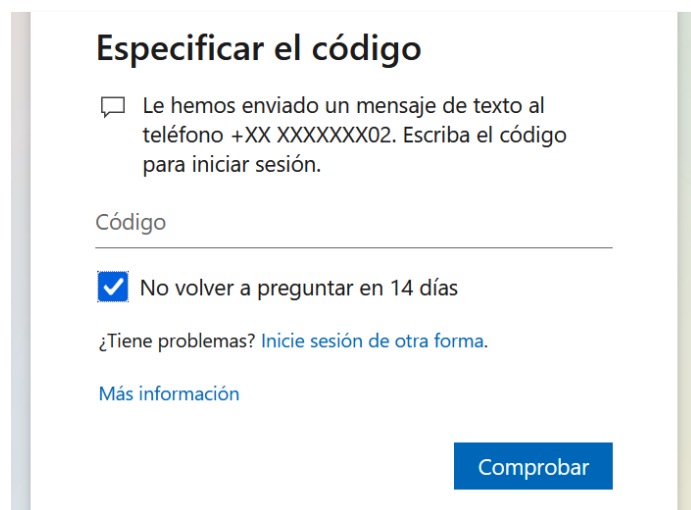 Especificar el código
Le hemos enviado un mensaje de texto al
teléfono +XX XXXXXXX02. Escriba el código
para iniciar sesión.
Código
No volver a preguntar en 14 días
¿Tiene problemas? Inicie sesión de otra forma.
Más información
Comprobar